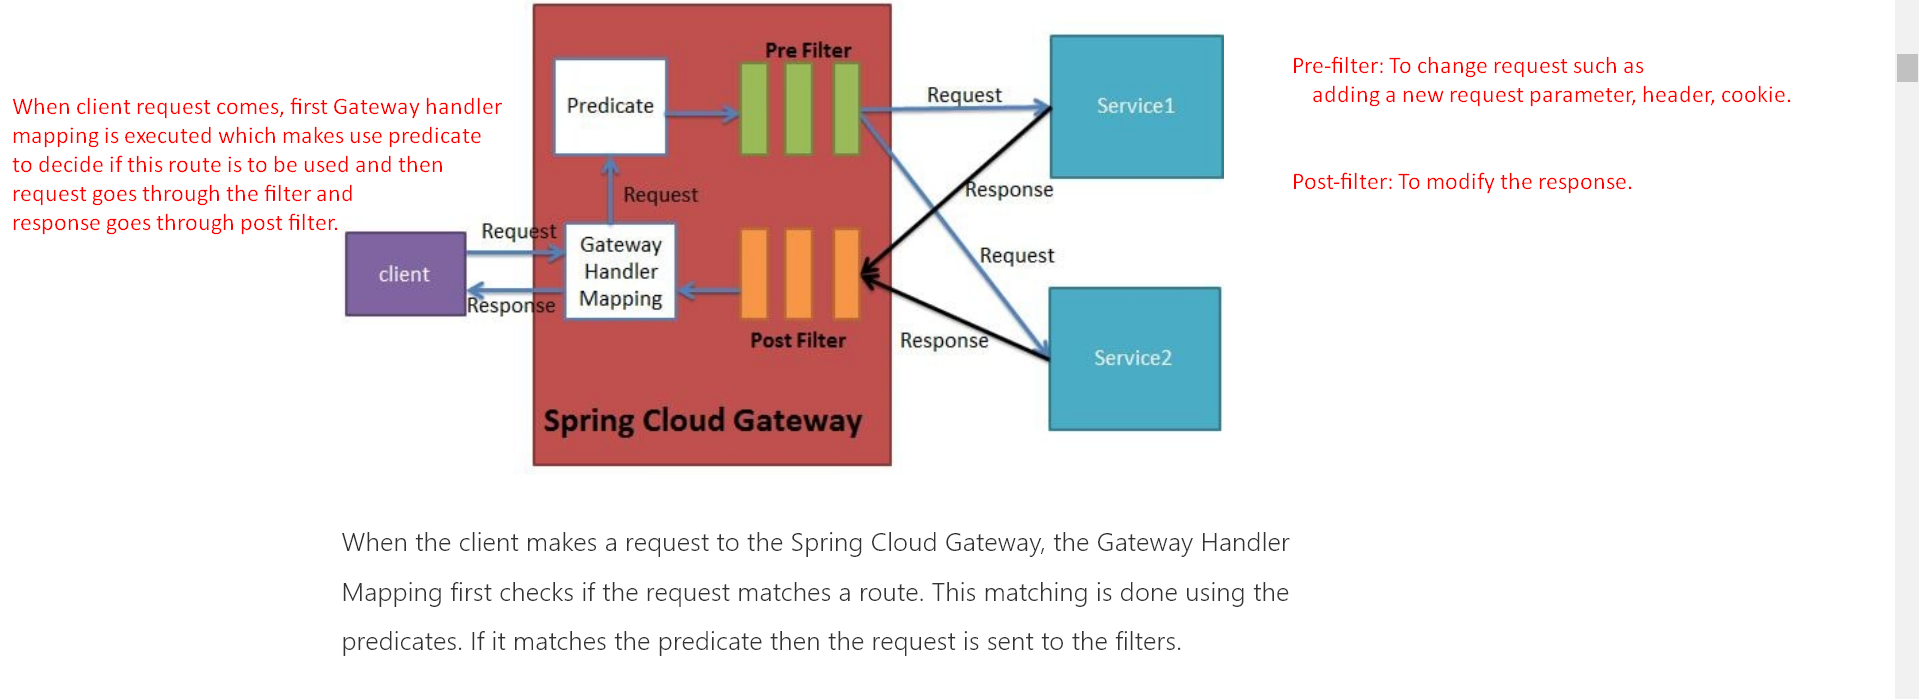 Pre Filter
Pre-filter: To change request such as
adding a new request parameter, header, cookie.
When client request comes, first Gateway handler
mapping is executed which makes use predicate
to decide if this route is to be used and then
request goes through the filter and
response goes through post filter.
Predicate
Request
Service1
Post-filter: To modify the response.
Request
Response
Request
Gateway
Handler
Mapping
client
Response
Request
Post Filter
Response
Service2
Spring Cloud Gateway
When the client makes a request to the Spring Cloud Gateway, the Gateway Handler
Mapping first checks if the request matches a route. This matching is done using the
predicates. If it matches the predicate then the request is sent to the filters.